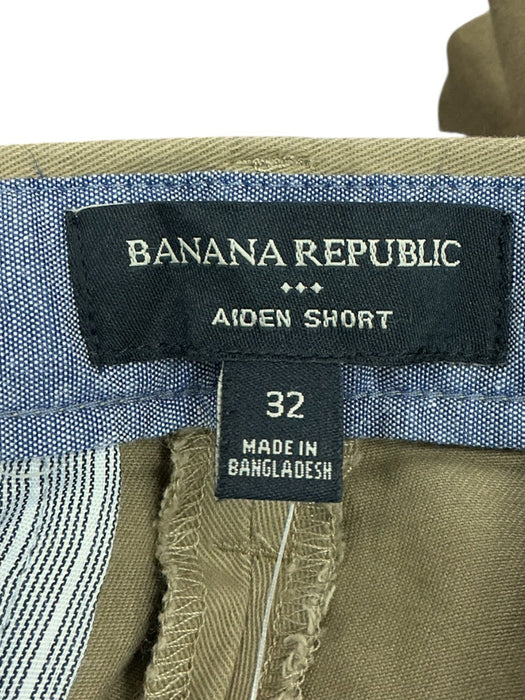 BANANA REPUBLIC
AIDEN SHORT
32
MADE IN
BANGLADESH